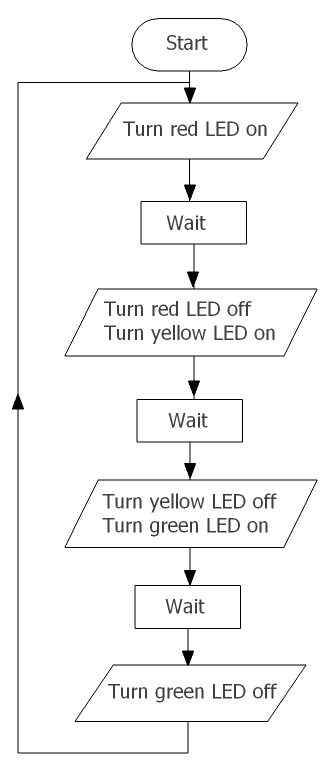 Start
Turn red LED on
Wait
Turn red LED off
Turn yellow LED on
Wait
Turn yellow LED off
Turn green LED on
Wait
Turn green LED off